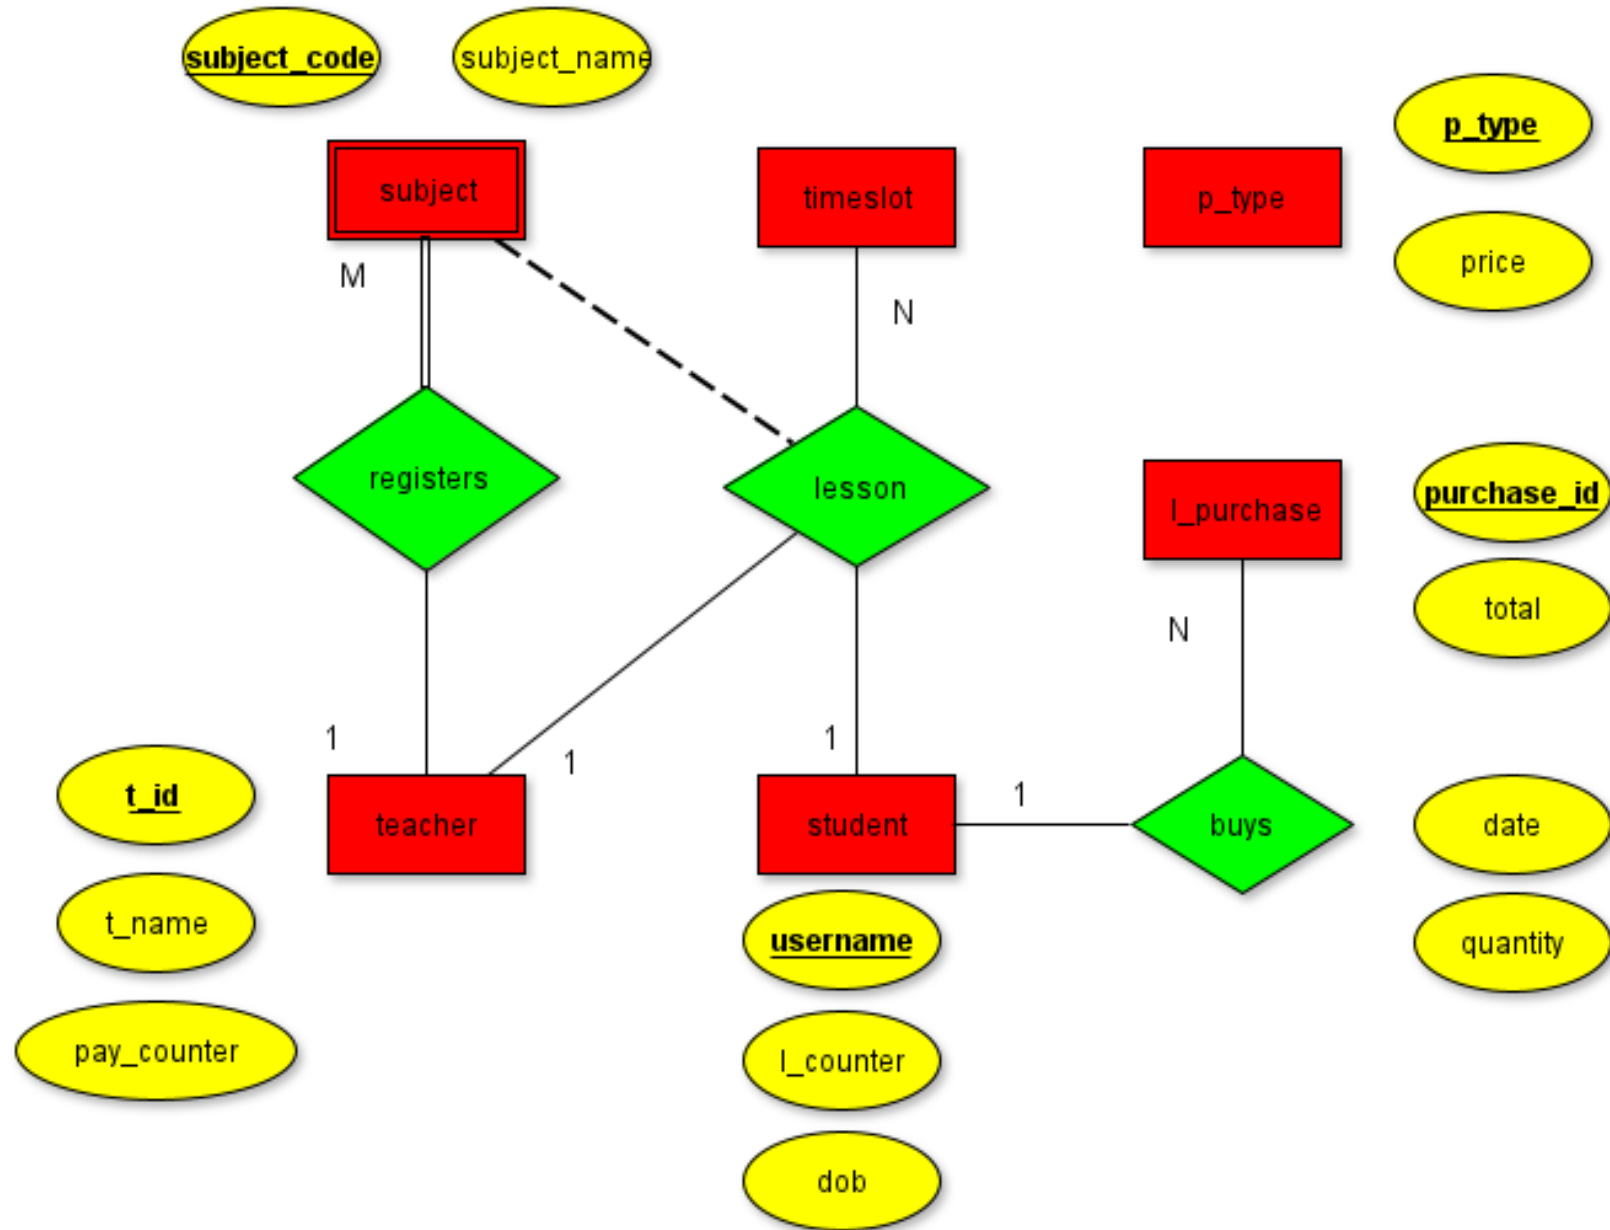 subject_code
subject_name
p_type
subject
timeslot
p_type
price
M
N
registers
lesson
l_purchase
purchase_id
total
N
1
1
1
1
t_id
teacher
student
buys
date
t_name
username
quantity
pay_counter
l_counter
dob